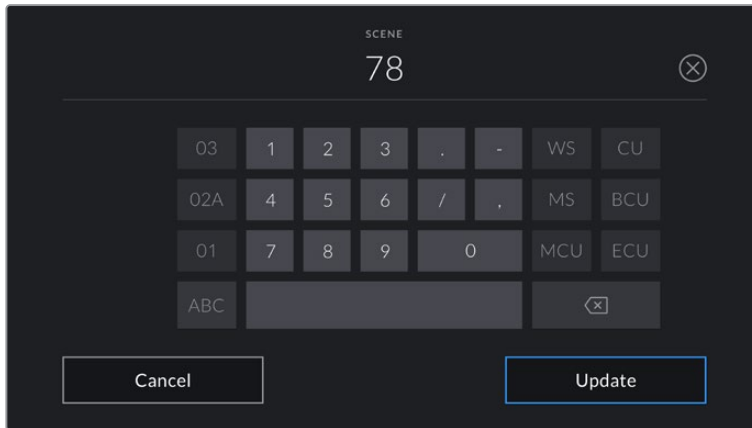 SCENE
78
03 1 2 3 . - WS CU
02A 4 5 6 / , MS BCU
01 7 8 9 0 MCU ECU
ABC
Cancel Update